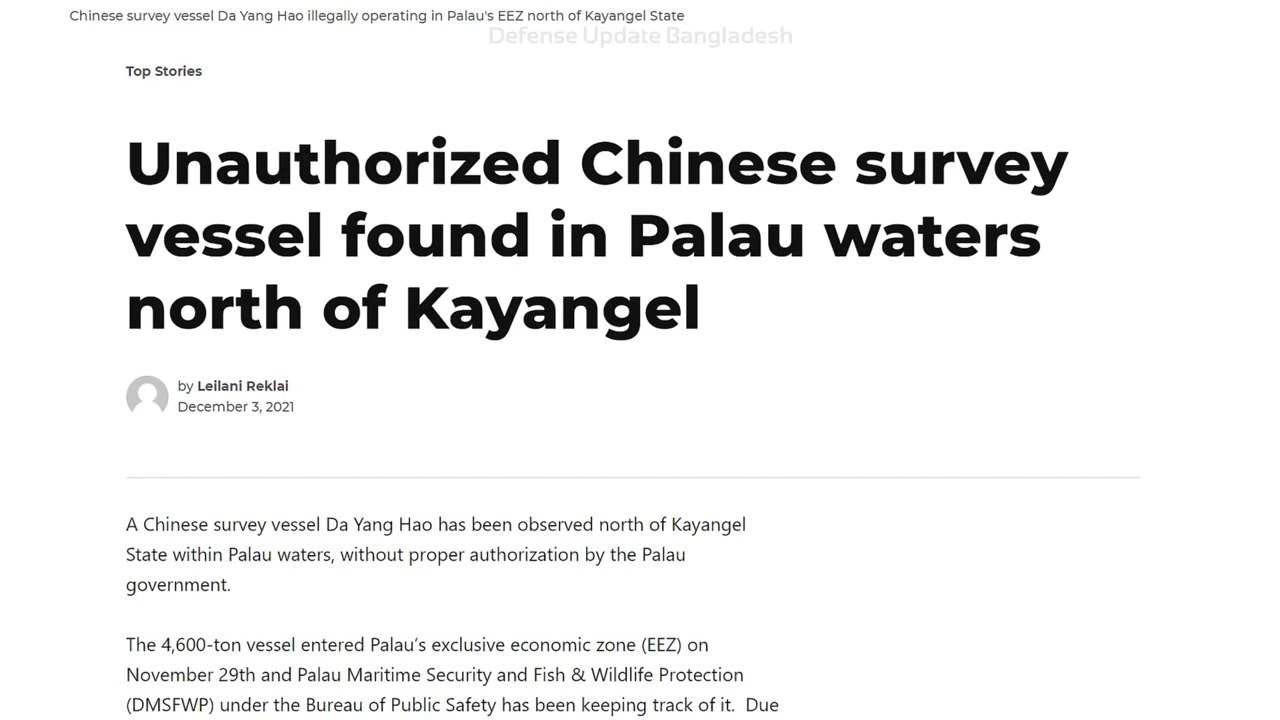 Chinese survey vessel Da Yang Hao illegally operating in Palau's EEZ north of Kayangel State
Defense Update Bangladesh
Top Stories
Unauthorized Chinese survey
vessel found in Palau waters
north of Kayangel
by Leilani Reklai
December 3, 2021
A Chinese survey vessel Da Yang Hao has been observed north of Kayangel
State within Palau waters, without proper authorization by the Palau
government.
The 4,600-ton vessel entered Palau’s exclusive economic zone (EEZ) on
November 29th and Palau Maritime Security and Fish & Wildlife Protection
(DMSFWP) under the Bureau of Public Safety has been keeping track of it.  Due